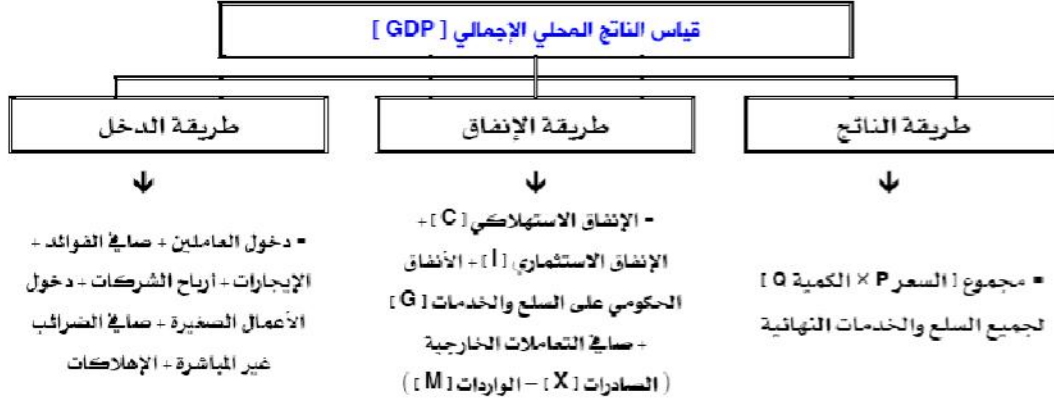 قياس الناتج المحلي الإجمالي [ GDP ]
طريقة الناتج
طريقة الإنفاق
طريقة الدخل
= مجموع [ السعر P × الكمية Q ]
لجميع السلع والخدمات النهائية
= الإنفاق الاستهلاكي [ C ] +
الإنفاق الاستثماري [ I ] + الأنفاق
الحكومي على السلع والخدمات [ G ]
+ صافي التعاملات الخارجية
( الصادرات [ X ] – الواردات [ M ] )
= دخول العاملين + صافي الفوائد +
الإيجارات + أرباح الشركات + دخول
الأعمال الصغيرة + صافي الضرائب
غير المباشرة + الإهلاكات